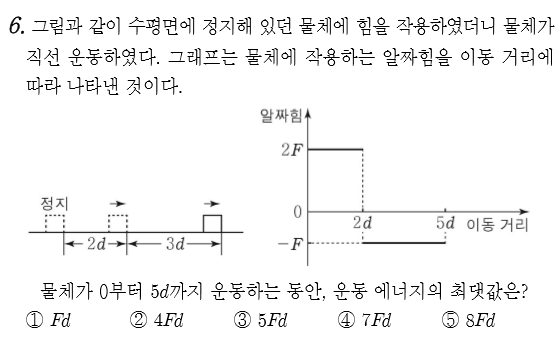 6. 그림과 같이 수평면에 정지해 있던 물체에 힘을 작용하였더니 물체가
직선 운동하였다. 그래프는 물체에 작용하는 알짜힘을 이동 거리에
따라 나타낸 것이다.
정지
2d
3d
알짜힘
2F
0
2d
5d 이동 거리
-F
물체가 0부터 5d까지 운동하는 동안, 운동 에너지의 최댓값은?
① Fd ② 4Fd ③ 5Fd ④ 7Fd ⑤ 8Fd